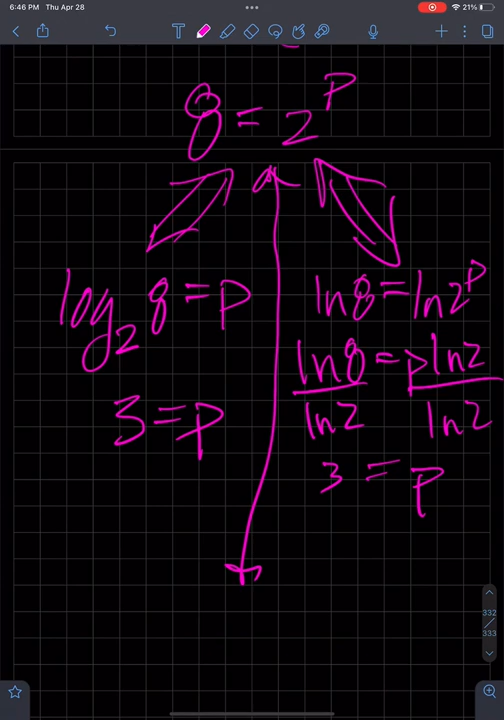 6:46 PM Thu Apr 28
21%
8 = 2^p
log₂ 8 = p
3 = p
ln 8 = ln 2^p
ln 8 / ln 2 = p ln 2 / ln 2
3 = p
332
333